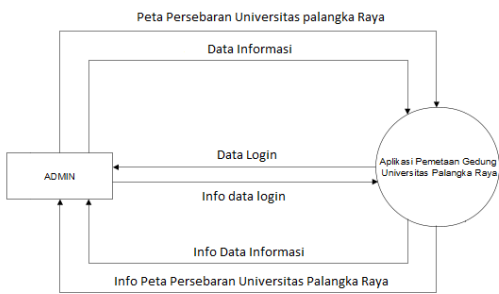 Peta Persebaran Universitas palangka Raya
Data Informasi
Data Login
ADMIN
Aplikasi Pemetaan Gedung
Universitas Palangka Raya
Info data login
Info Data Informasi
Info Peta Persebaran Universitas Palangka Raya